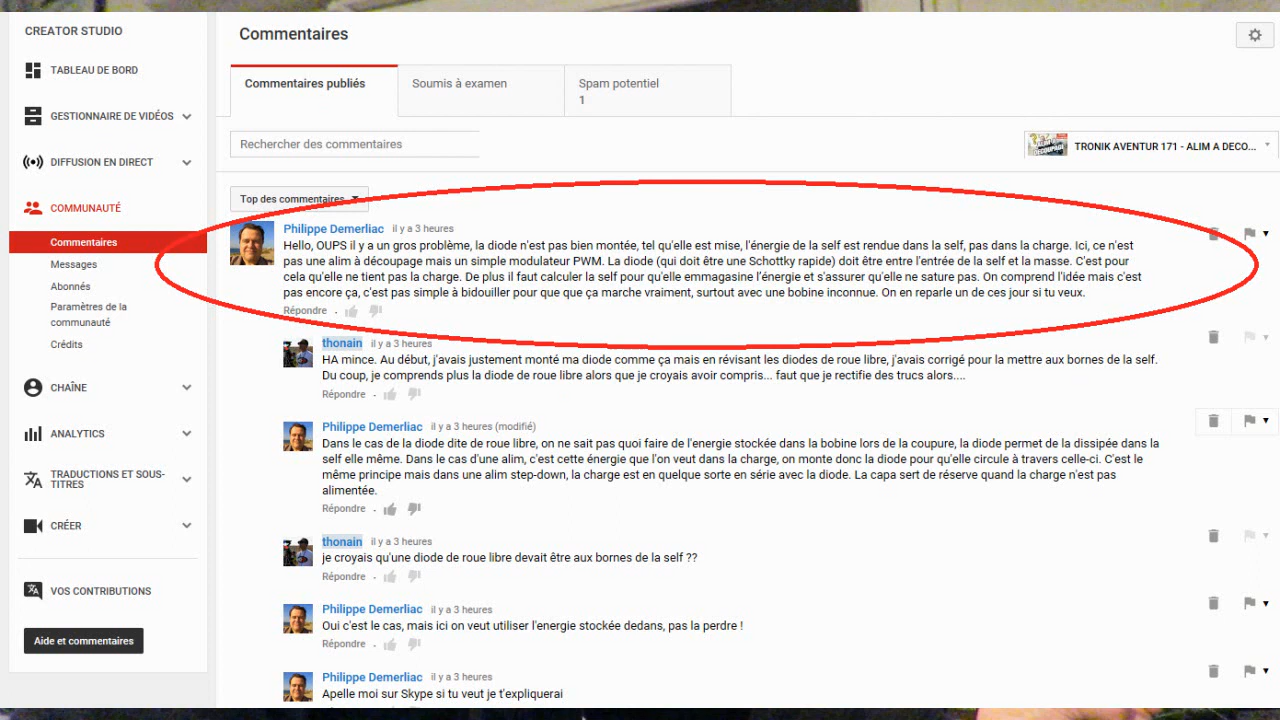 CREATOR STUDIO
TABLEAU DE BORD
GESTIONNAIRE DE VIDÉOS
DIFFUSION EN DIRECT
COMMUNAUTÉ
Commentaires
Messages
Abonnés
Paramètres de la
communauté
Crédits
CHAÎNE
ANALYTICS
TRADUCTIONS ET SOUS-
TITRES
CRÉER
VOS CONTRIBUTIONS
Aide et commentaires
Commentaires
Commentaires publiés
Soumis à examen
Spam potentiel
1
Rechercher des commentaires
TRONIK AVENTUR 171 - ALIM A DECO...
Top des commentaires
Philippe Demerliac il y a 3 heures
Hello, OUPS il y a un gros problème, la diode n'est pas bien montée, tel qu'elle est mise, l'énergie de la self est rendue dans la self, pas dans la charge. Ici, ce n'est
pas une alim à découpage mais un simple modulateur PWM. La diode (qui doit être une Schottky rapide) doit être entre l'entrée de la self et la masse. C'est pour
cela qu'elle ne tient pas la charge. De plus il faut calculer la self pour qu'elle emmagasine l'énergie et s'assurer qu'elle ne sature pas. On comprend l'idée mais c'est
pas encore ça, c'est pas simple à bidouiller pour que que ça marche vraiment, surtout avec une bobine inconnue. On en reparle un de ces jour si tu veux.
Répondre
thonain il y a 3 heures
HA mince. Au début, j'avais justement monté ma diode comme ça mais en révisant les diodes de roue libre, j'avais corrigé pour la mettre aux bornes de la self.
Du coup, je comprends plus la diode de roue libre alors que je croyais avoir compris... faut que je rectifie des trucs alors....
Répondre
Philippe Demerliac il y a 3 heures (modifié)
Dans le cas de la diode dite de roue libre, on ne sait pas quoi faire de l'energie stockée dans la bobine lors de la coupure, la diode permet de la dissipée dans la
self elle même. Dans le cas d'une alim, c'est cette énergie que l'on veut dans la charge, on monte donc la diode pour qu'elle circule à travers celle-ci. C'est le
même principe mais dans une alim step-down, la charge est en quelque sorte en série avec la diode. La capa sert de réserve quand la charge n'est pas
alimentée.
Répondre
thonain il y a 3 heures
je croyais qu'une diode de roue libre devait être aux bornes de la self ??
Répondre
Philippe Demerliac il y a 3 heures
Oui c'est le cas, mais ici on veut utiliser l'energie stockée dedans, pas la perdre !
Répondre
Philippe Demerliac il y a 3 heures
Apelle moi sur Skype si tu veut je t'expliquerai